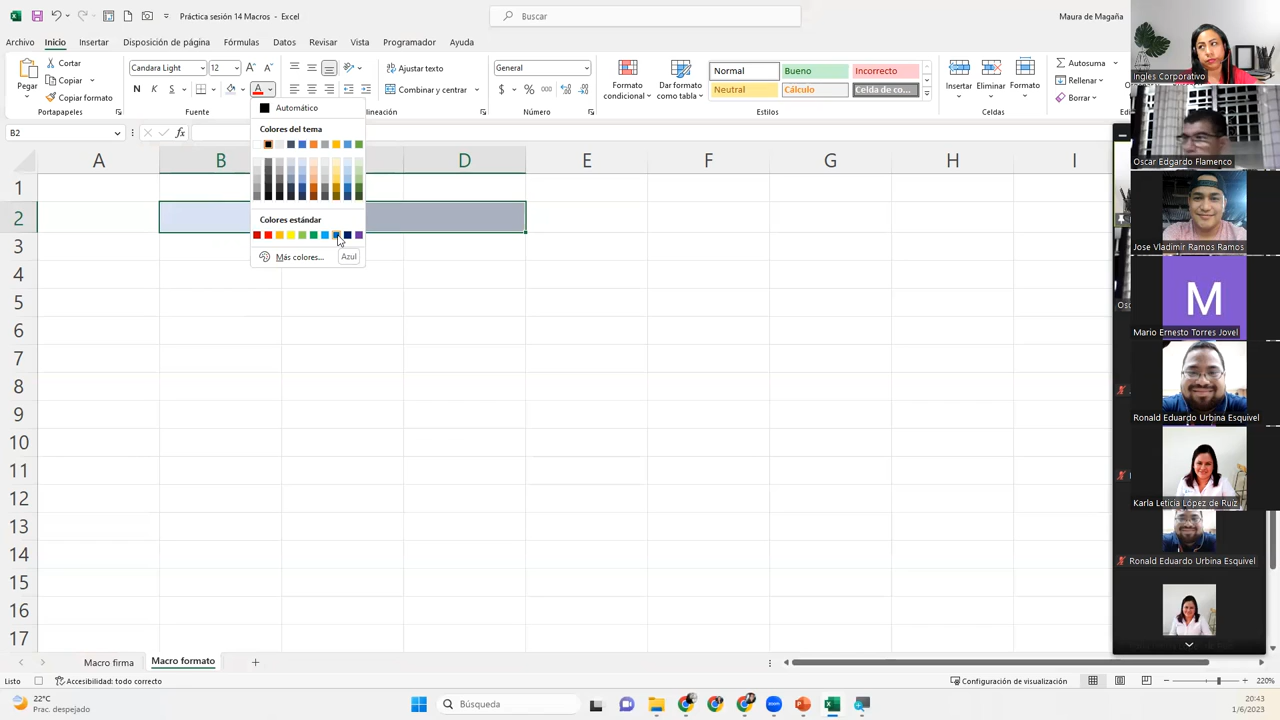 Práctica sesión 14 Macros - Excel
Buscar
Maura de Magaña
Archivo Inicio Insertar Disposición de página Fórmulas Datos Revisar Vista Programador Ayuda
Pegar
Cortar
Copiar
Copiar formato
Portapapeles
Candara Light 12
N K S
Fuente
Ajustar texto
Combinar y centrar
lineación
General
Número
Formato condicional
Dar formato como tabla
Normal Bueno Incorrecto
Neutral Cálculo Celda de co...
Estilos
Insertar Eliminar Formato
Celdas
Autosuma
Rellenar
Borrar
Automático
Colores del tema
Colores estándar
Más colores...
Azul
B2
fx
A B D E F G H I
1
2
3
4
5
6
7
8
9
10
11
12
13
14
15
16
17
Macro firma Macro formato
Listo Accesibilidad: todo correcto Configuración de visualización 220%
22°C
Prac. despejado
Búsqueda
20:43
1/6/2023
Ingles Corporativo
Oscar Edgardo Flamenco
Jose Vladimir Ramos Ramos
M
Mario Ernesto Torres Jovel
Ronald Eduardo Urbina Esquivel
Karla Leticia López de Ruiz
Ronald Eduardo Urbina Esquivel